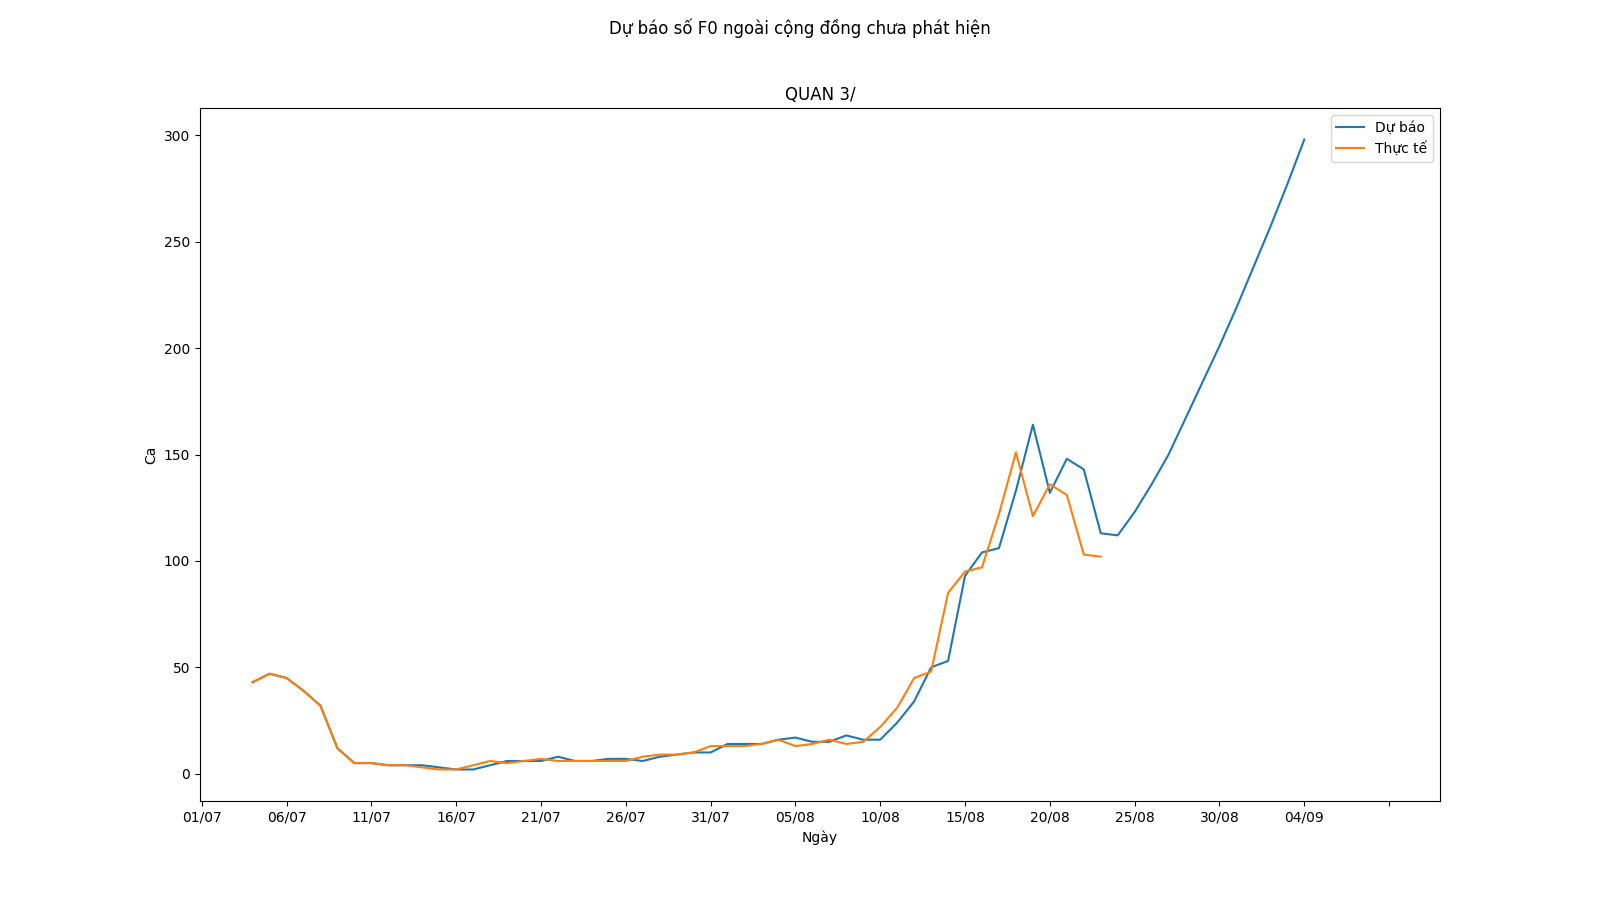 Dự báo số F0 ngoài cộng đồng chưa phát hiện
QUAN 3/
Dự báo
Thực tế
300
250
200
150
100
50
0
Ca
01/07 06/07 11/07 16/07 21/07 26/07 31/07 05/08 10/08 15/08 20/08 25/08 30/08 04/09
Ngày